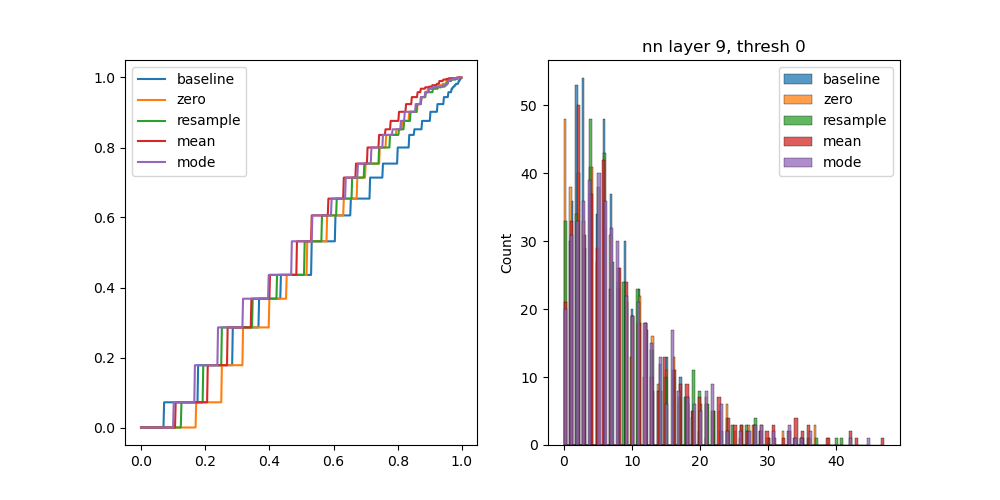 nn layer 9, thresh 0
baseline
zero
resample
mean
mode
1.0
0.8
0.6
0.4
0.2
0.0
0.0 0.2 0.4 0.6 0.8 1.0
baseline
zero
resample
mean
mode
Count
50
40
30
20
10
0
0 10 20 30 40